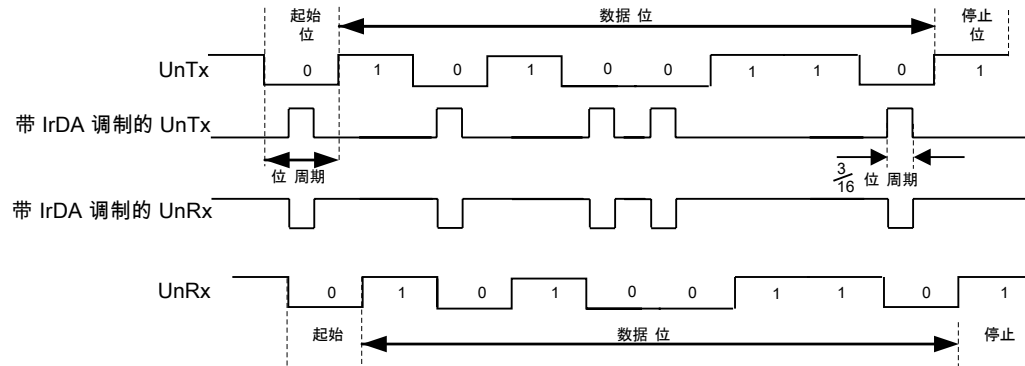 起始
位
数据 位
停止
位
UnTx
0 1 0 1 0 0 1 1 0 1
带 IrDA 调制的 UnTx
位 周期
3/16 位 周期
带 IrDA 调制的 UnRx
UnRx
0 1 0 1 0 0 1 1 0 1
起始
数据 位
停止